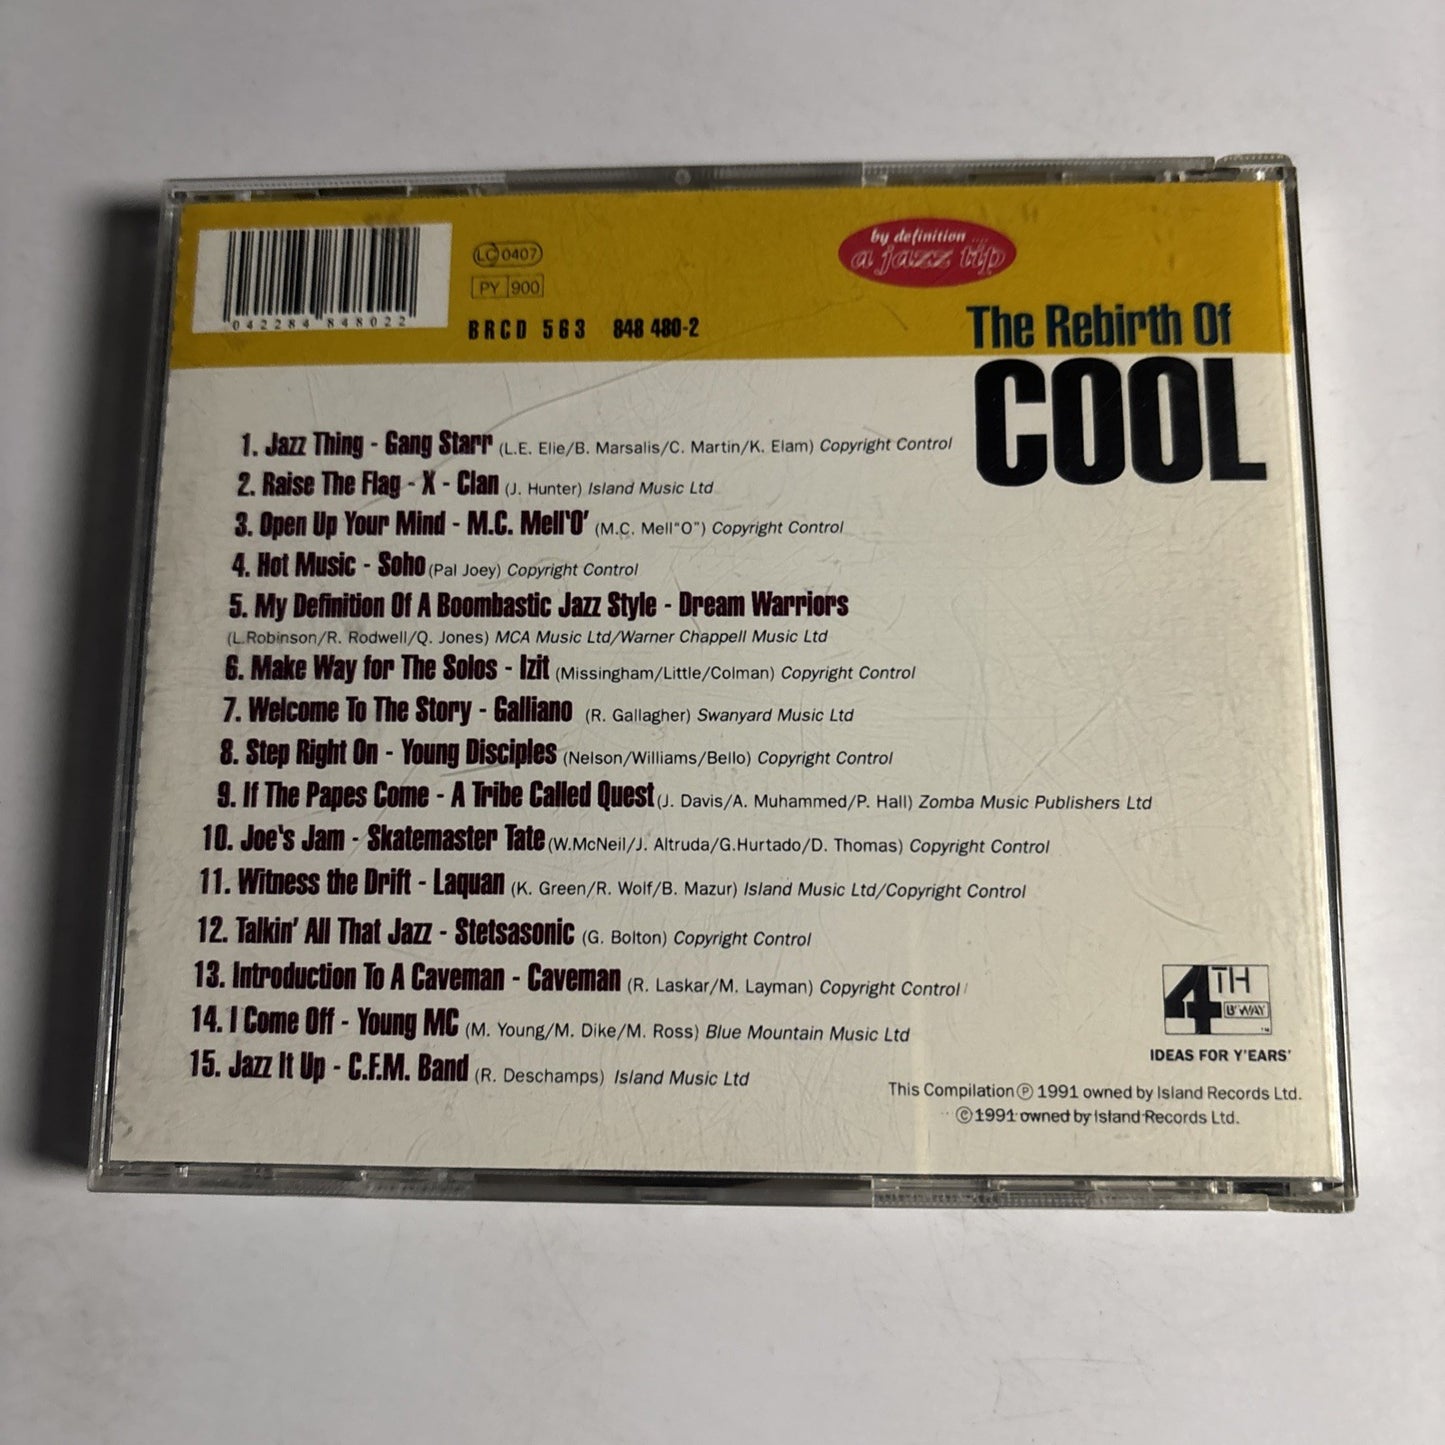 042284 848022
LC 0407
PY 900
BRCD 563 848 480-2
by definition ....
a jazz tip
The Rebirth Of
COOL
1. Jazz Thing - Gang Starr (L.E. Elie/B. Marsalis/C. Martin/K. Elam) Copyright Control
2. Raise The Flag - X - Clan (J. Hunter) Island Music Ltd
3. Open Up Your Mind - M.C. Mell'O' (M.C. Mell"O") Copyright Control
4. Hot Music - Soho (Pal Joey) Copyright Control
5. My Definition Of A Boombastic Jazz Style - Dream Warriors
(L.Robinson/R. Rodwell/Q. Jones) MCA Music Ltd/Warner Chappell Music Ltd
6. Make Way for The Solos - Izit (Missingham/Little/Colman) Copyright Control
7. Welcome To The Story - Galliano (R. Gallagher) Swanyard Music Ltd
8. Step Right On - Young Disciples (Nelson/Williams/Bello) Copyright Control
9. If The Papes Come - A Tribe Called Quest (J. Davis/A. Muhammed/P. Hall) Zomba Music Publishers Ltd
10. Joe's Jam - Skatemaster Tate (W.McNeil/J. Altruda/G.Hurtado/D. Thomas) Copyright Control
11. Witness the Drift - Laquan (K. Green/R. Wolf/B. Mazur) Island Music Ltd/Copyright Control
12. Talkin' All That Jazz - Stetsasonic (G. Bolton) Copyright Control
13. Introduction To A Caveman - Caveman (R. Laskar/M. Layman) Copyright Control
14. I Come Off - Young MC (M. Young/M. Dike/M. Ross) Blue Mountain Music Ltd
15. Jazz It Up - C.F.M. Band (R. Deschamps) Island Music Ltd
4TH
B'WAY
™
IDEAS FOR Y'EARS'
This Compilation ℗ 1991 owned by Island Records Ltd.
© 1991 owned by Island Records Ltd.